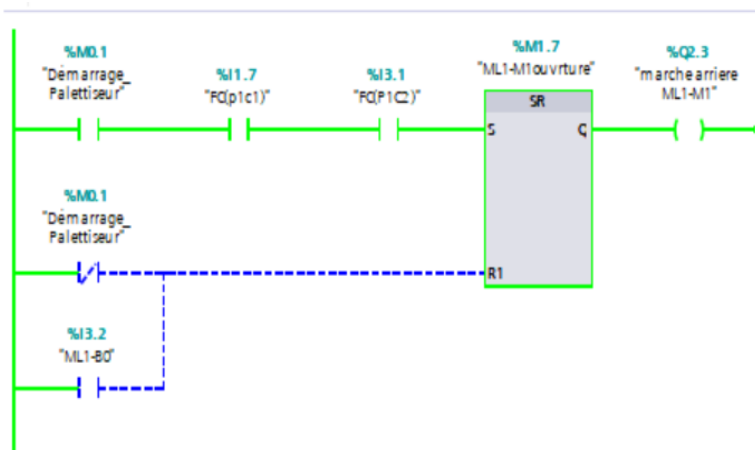 %M0.1
"Démarrage_
Palettiseur"
%I1.7
"FC(p1c1)"
%I3.1
"FC(P1C2)"
%M1.7
"ML1-M1ouvrture"
SR
S
Q
R1
%Q2.3
"marche arriere
ML1-M1"
%M0.1
"Démarrage_
Palettiseur"
%I3.2
"ML1-B0"